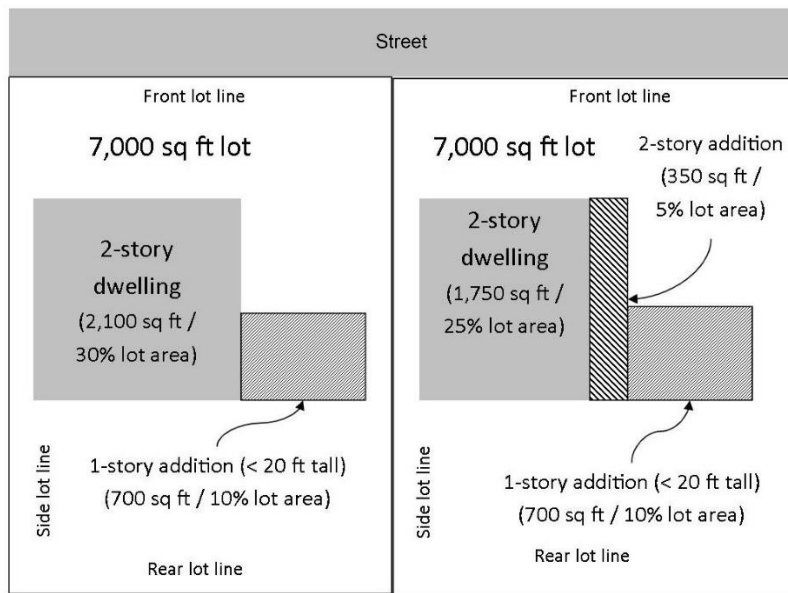 Street
Front lot line
7,000 sq ft lot
2-story
dwelling
(2,100 sq ft /
30% lot area)
1-story addition (< 20 ft tall)
(700 sq ft / 10% lot area)
Side lot line
Rear lot line
Front lot line
7,000 sq ft lot
2-story addition
(350 sq ft /
5% lot area)
2-story
dwelling
(1,750 sq ft /
25% lot area)
1-story addition (< 20 ft tall)
(700 sq ft / 10% lot area)
Side lot line
Rear lot line